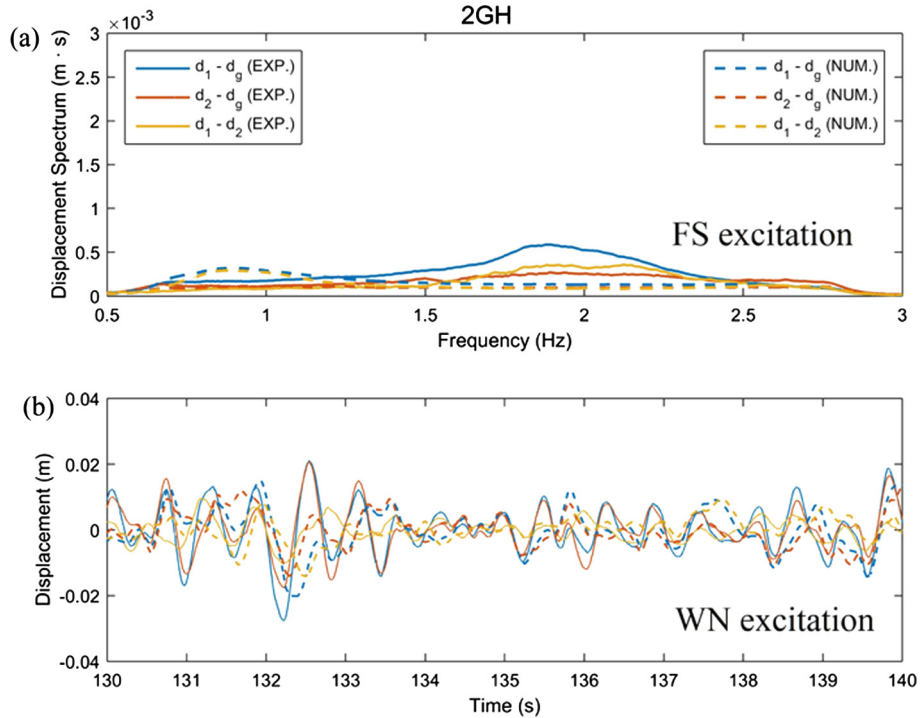 2GH
(a)
×10⁻³
Displacement Spectrum (m · s)
3
2.5
2
1.5
1
0.5
0
d₁ - d_g (EXP.)
d₂ - d_g (EXP.)
d₁ - d₂ (EXP.)
d₁ - d_g (NUM.)
d₂ - d_g (NUM.)
d₁ - d₂ (NUM.)
FS excitation
0.5 1 1.5 2 2.5 3
Frequency (Hz)
(b)
Displacement (m)
0.04
0.02
0
-0.02
-0.04
WN excitation
130 131 132 133 134 135 136 137 138 139 140
Time (s)